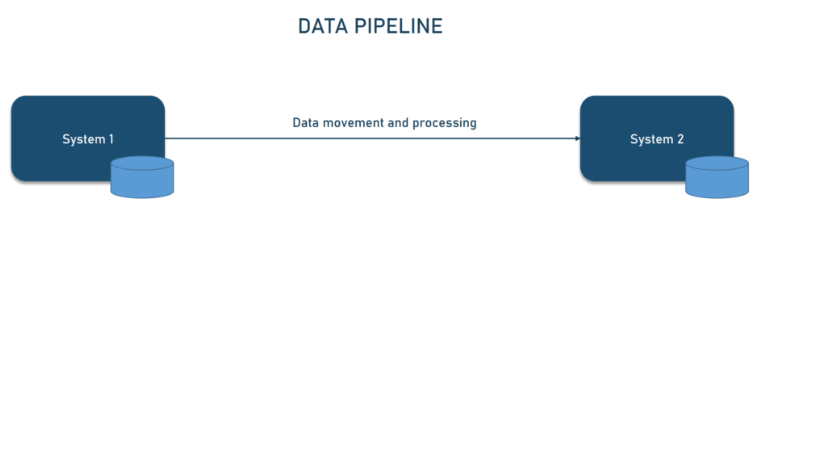 DATA PIPELINE
Data movement and processing
System 1
System 2